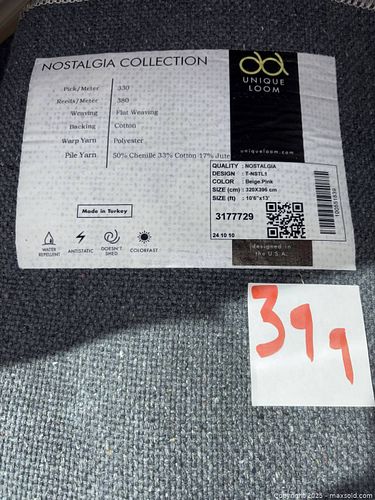 NOSTALGIA COLLECTION
UNIQUE
LOOM
uniqueloom.com
Pick/Meter 330
Reeds/Meter 380
Weaving Flat Weaving
Backing Cotton
Warp Yarn Polyester
Pile Yarn 50% Chenille 33% Cotton 17% Jute
QUALITY : NOSTALGIA
DESIGN : T-NSTL1
COLOR : Beige.Pink
SIZE (cm) : 320X396 cm
SIZE (ft) : 10'6"x13'
3177729
24.10 10
Made in Turkey
WATER
REPELLENT
ANTISTATIC
DOESN'T
SHED
COLORFAST
designed in
the U.S.A.
399
Copyright 2025 - maxsold.com